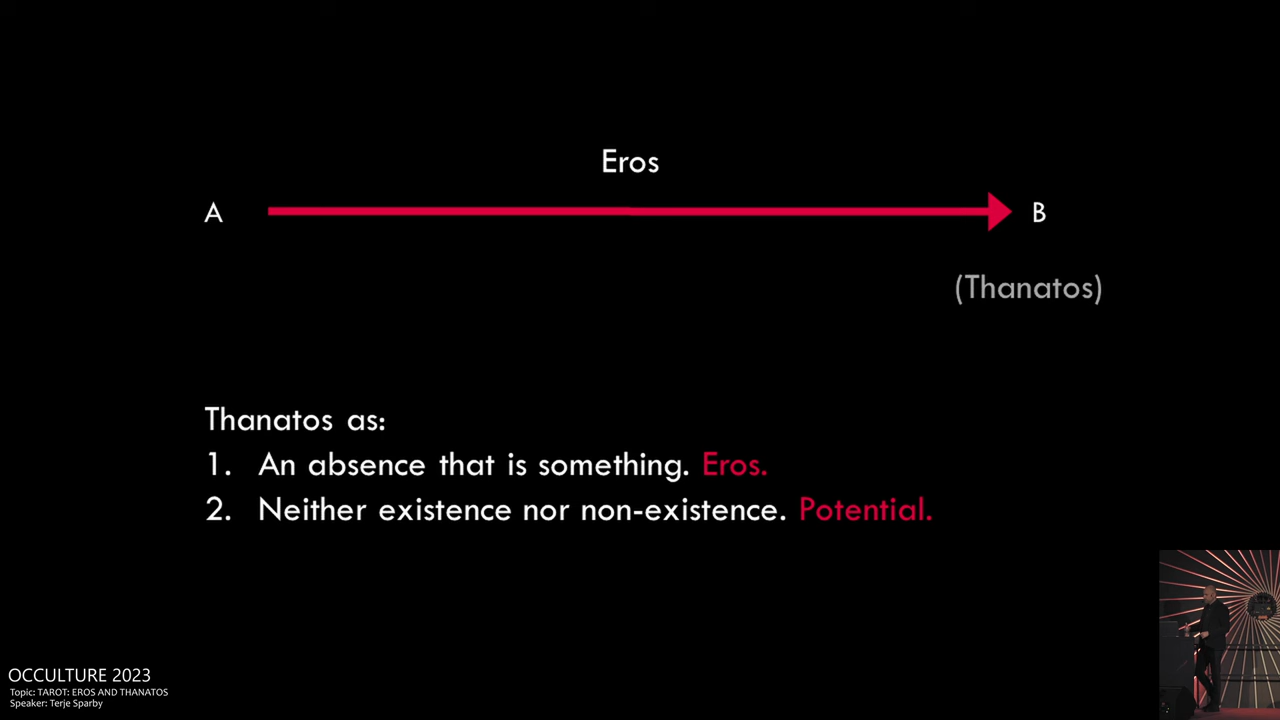 Eros
A
B
(Thanatos)
Thanatos as:
1. An absence that is something. Eros.
2. Neither existence nor non-existence. Potential.
OCCULTURE 2023
Topic: TAROT: EROS AND THANATOS
Speaker: Terje Sparby